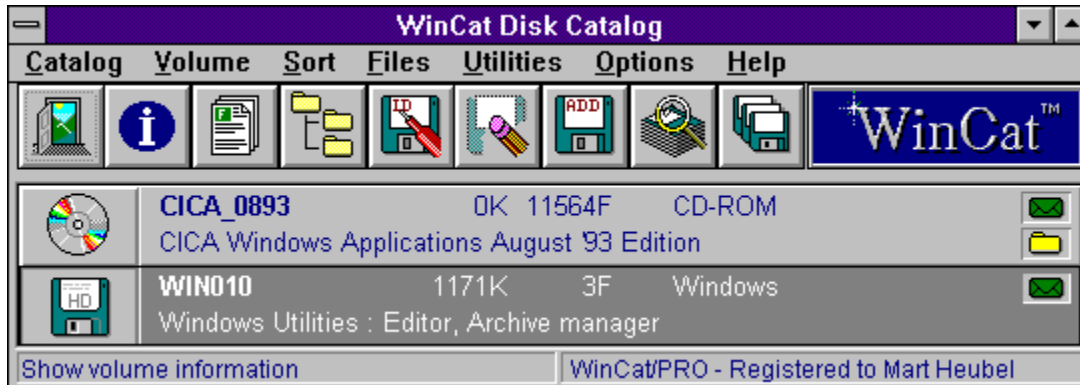 WinCat Disk Catalog
Catalog Volume Sort Files Utilities Options Help
i F ID ADD WinCat™
CICA_0893 0K 11564F CD-ROM
CICA Windows Applications August '93 Edition
HD WIN010 1171K 3F Windows
Windows Utilities : Editor, Archive manager
Show volume information WinCat/PRO - Registered to Mart Heubel